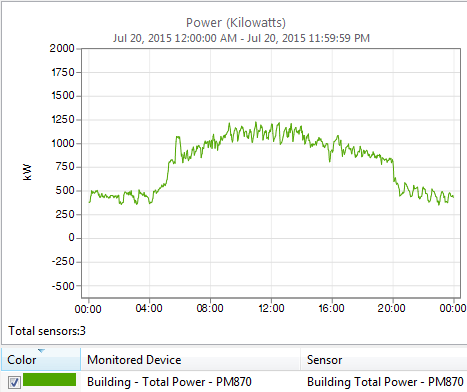 Power (Kilowatts)
Jul 20, 2015 12:00:00 AM - Jul 20, 2015 11:59:59 PM
2000
1750
1500
1250
1000
750
500
250
0
-250
-500
kW
00:00 04:00 08:00 12:00 16:00 20:00 00:00
Total sensors:3
Color Monitored Device Sensor
Building - Total Power - PM870 Building Total Power - PM870